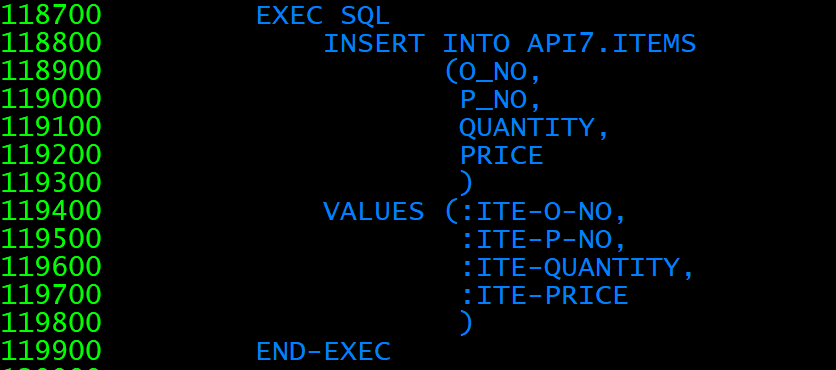 118700 EXEC SQL
118800 INSERT INTO API7.ITEMS
118900 (O_NO,
119000 P_NO,
119100 QUANTITY,
119200 PRICE
119300 )
119400 VALUES (:ITE-O-NO,
119500 :ITE-P-NO,
119600 :ITE-QUANTITY,
119700 :ITE-PRICE
119800 )
119900 END-EXEC